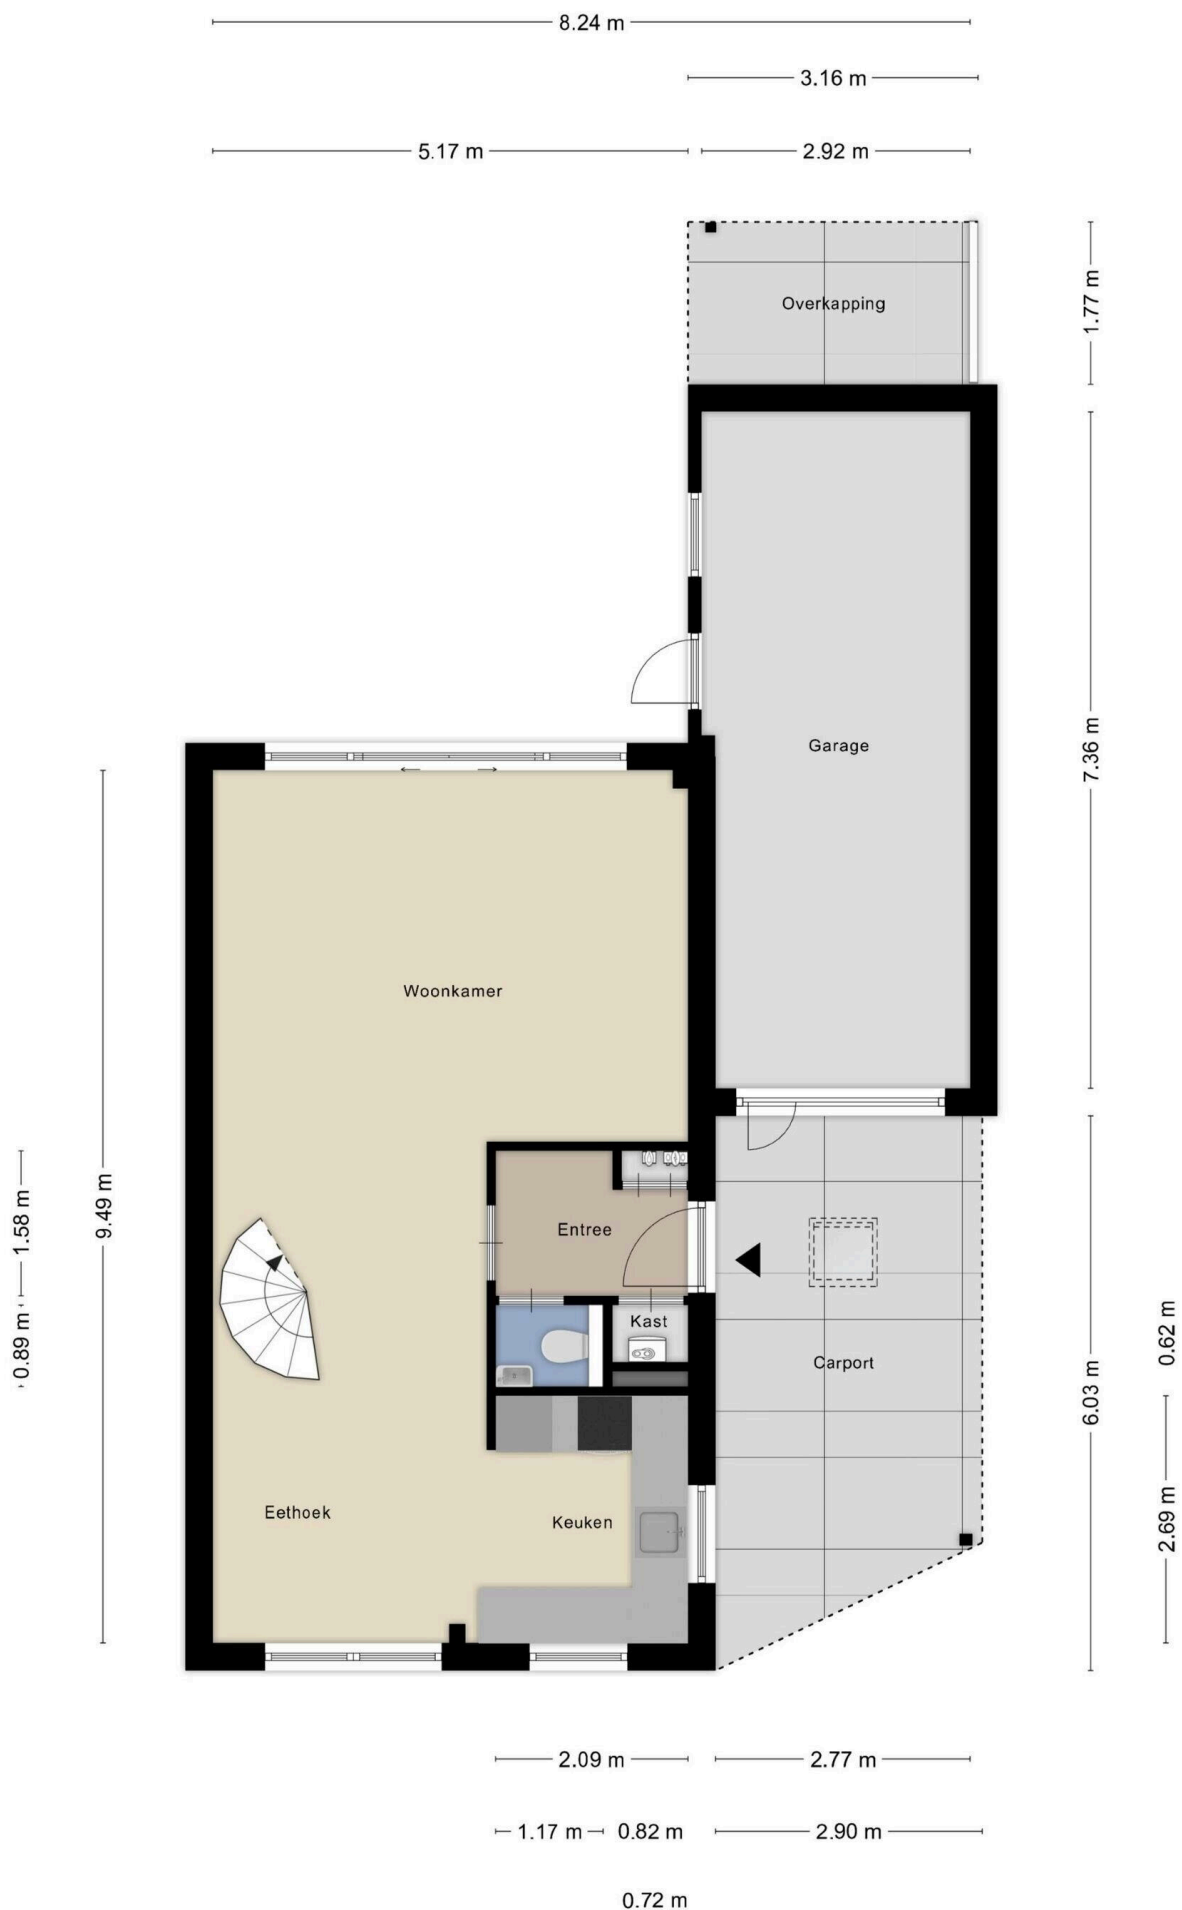 8.24 m
3.16 m
5.17 m
2.92 m
Overkapping
1.77 m
Garage
7.36 m
Woonkamer
9.49 m
1.58 m
0.89 m
Entree
Kast
Carport
0.62 m
6.03 m
2.69 m
Eethoek
Keuken
2.09 m
2.77 m
1.17 m
0.82 m
2.90 m
0.72 m